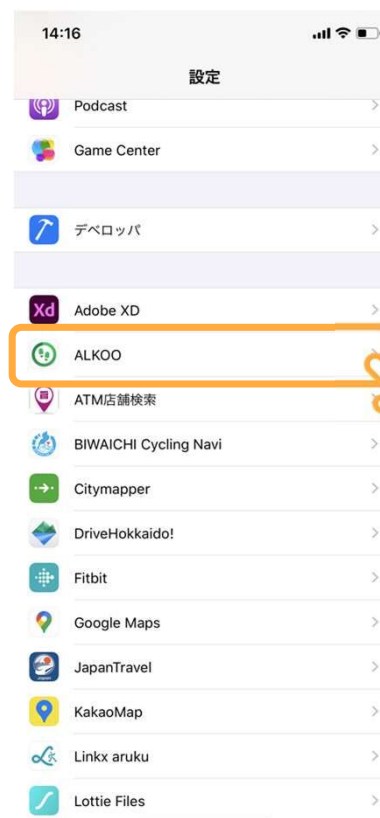 14:16
設定
Podcast
Game Center
デベロッパ
Xd Adobe XD
ALKOO
ATM店舗検索
BIWAICHI Cycling Navi
Citymapper
DriveHokkaido!
Fitbit
Google Maps
JapanTravel
KakaoMap
Linkx aruku
Lottie Files